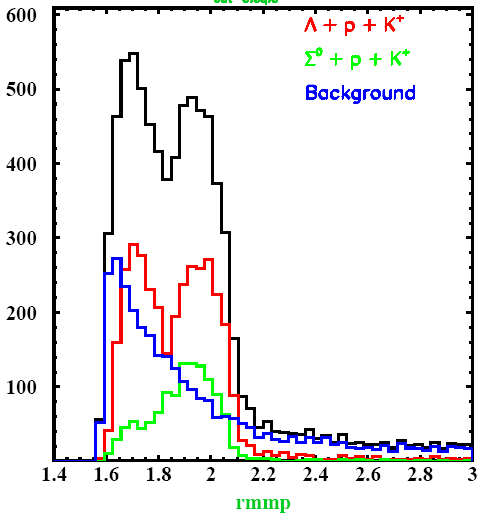 600
Λ + p + K⁺
Σ⁰ + p + K⁺
Background
500
400
300
200
100
1.4 1.6 1.8 2 2.2 2.4 2.6 2.8 3
rmmp